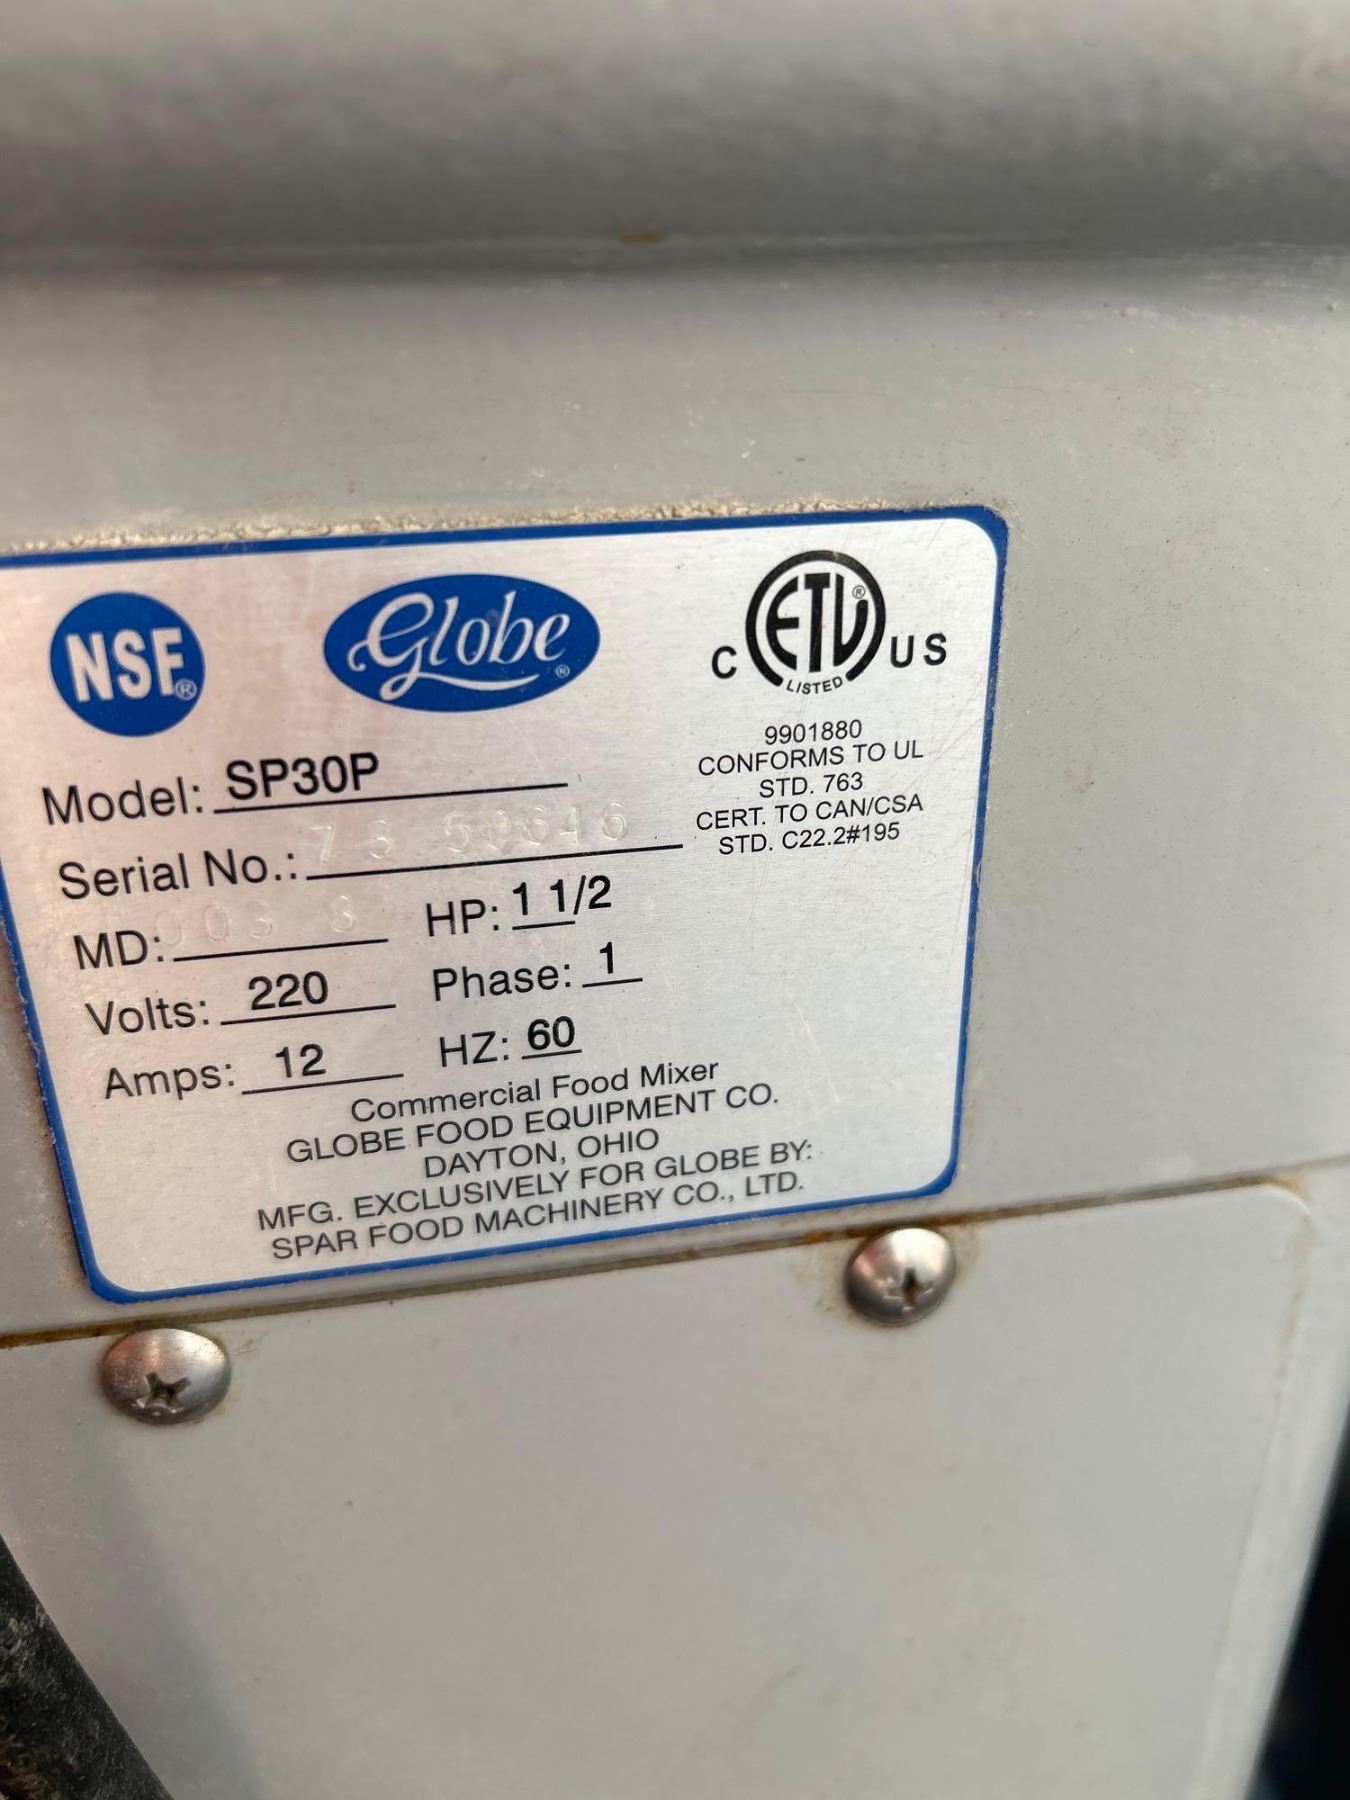 NSF®
Globe®
C ETL® US
LISTED
9901880
CONFORMS TO UL
STD. 763
CERT. TO CAN/CSA
STD. C22.2#195
Model: SP30P
Serial No.:
MD:
HP: 1 1/2
Volts: 220
Phase: 1
Amps: 12
HZ: 60
Commercial Food Mixer
GLOBE FOOD EQUIPMENT CO.
DAYTON, OHIO
MFG. EXCLUSIVELY FOR GLOBE BY:
SPAR FOOD MACHINERY CO., LTD.